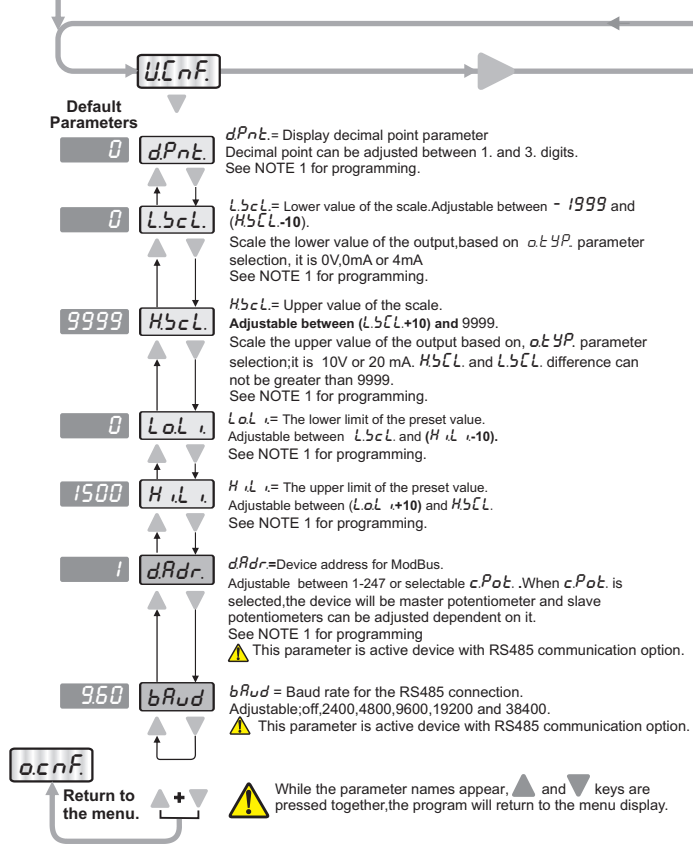 U.CnF.
Default
Parameters
0 d.Pnt.
d.Pnt.= Display decimal point parameter
Decimal point can be adjusted between 1. and 3. digits.
See NOTE 1 for programming.
0 L.ScL.
L.ScL.= Lower value of the scale.Adjustable between - 1999 and
(H.SCL.-10).
Scale the lower value of the output,based on o.tYP. parameter
selection, it is 0V,0mA or 4mA
See NOTE 1 for programming.
9999 H.ScL.
H.ScL.= Upper value of the scale.
Adjustable between (L.SCL.+10) and 9999.
Scale the upper value of the output based on, o.tYP. parameter
selection;it is 10V or 20 mA. H.SCL. and L.SCL. difference can
not be greater than 9999.
See NOTE 1 for programming.
0 Lo.L i.
Lo.L i.= The lower limit of the preset value.
Adjustable between L.ScL. and (H i.L i.-10).
See NOTE 1 for programming.
1500 H i.L i.
H i.L i.= The upper limit of the preset value.
Adjustable between (L.o.L i.+10) and H.SCL.
See NOTE 1 for programming.
1 d.Adr.
d.Adr.=Device address for ModBus.
Adjustable between 1-247 or selectable c.Pot. .When c.Pot. is
selected,the device will be master potentiometer and slave
potentiometers can be adjusted dependent on it.
See NOTE 1 for programming
This parameter is active device with RS485 communication option.
9.60 bAud
bAud = Baud rate for the RS485 connection.
Adjustable;off,2400,4800,9600,19200 and 38400.
This parameter is active device with RS485 communication option.
o.cnF.
Return to
the menu.
+
While the parameter names appear, and keys are
pressed together,the program will return to the menu display.